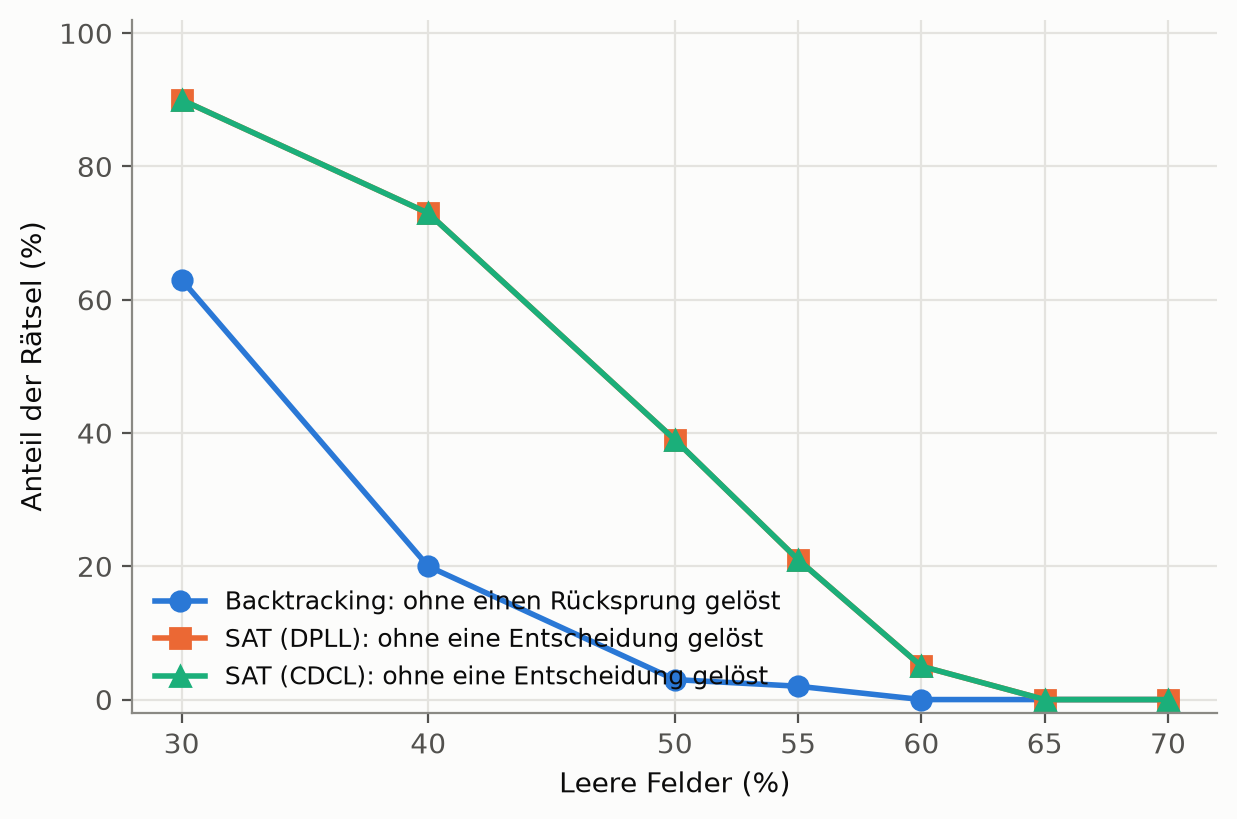 100
80
60
40
20
0
Anteil der Rätsel (%)
Backtracking: ohne einen Rücksprung gelöst
SAT (DPLL): ohne eine Entscheidung gelöst
SAT (CDCL): ohne eine Entscheidung gelöst
30 40 50 55 60 65 70
Leere Felder (%)